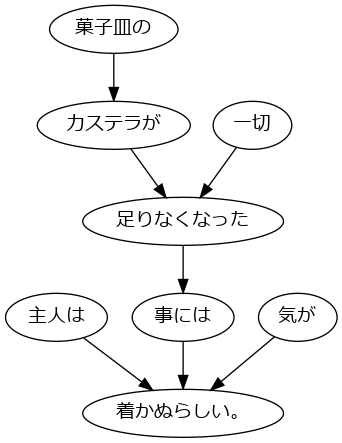 菓子皿の
カステラが
一切
足りなくなった
主人は
事には
気が
着かぬらしい。